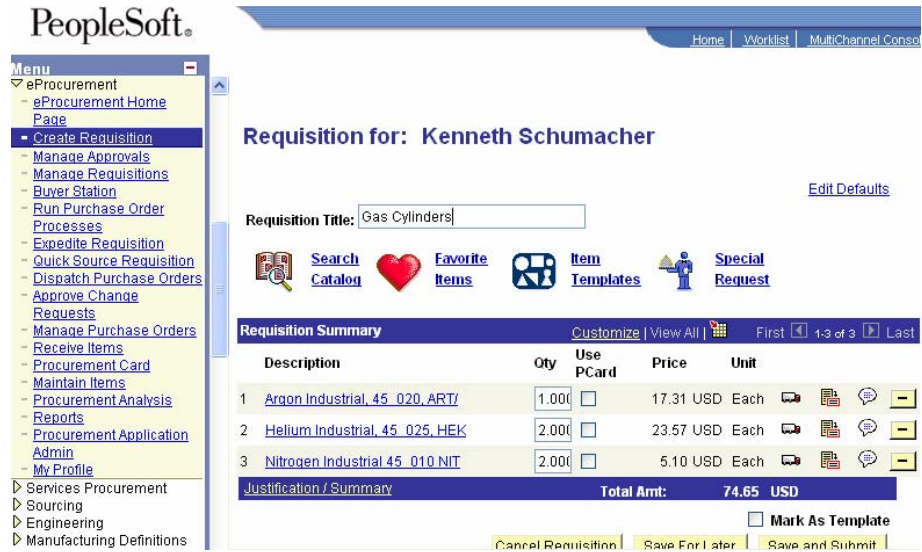 PeopleSoft®
Home | Worklist | MultiChannel Consol
Menu
eProcurement
eProcurement Home
Page
Create Requisition
Manage Approvals
Manage Requisitions
Buyer Station
Run Purchase Order
Processes
Expedite Requisition
Quick Source Requisition
Dispatch Purchase Orders
Approve Change
Requests
Manage Purchase Orders
Receive Items
Procurement Card
Maintain Items
Procurement Analysis
Reports
Procurement Application
Admin
My Profile
Services Procurement
Sourcing
Engineering
Manufacturing Definitions
Requisition for: Kenneth Schumacher
Edit Defaults
Requisition Title: Gas Cylinders
Search
Catalog
Favorite
Items
Item
Templates
Special
Request
Requisition Summary Customize | View All | First 1-3 of 3 Last
Description Qty Use PCard Price Unit
1 Argon Industrial, 45_020, ART/ 1.000 17.31 USD Each
2 Helium Industrial, 45_025, HEK 2.000 23.57 USD Each
3 Nitrogen Industrial 45_010 NIT 2.000 5.10 USD Each
Justification / Summary Total Amt: 74.65 USD
Mark As Template
Cancel Requisition Save For Later Save and Submit